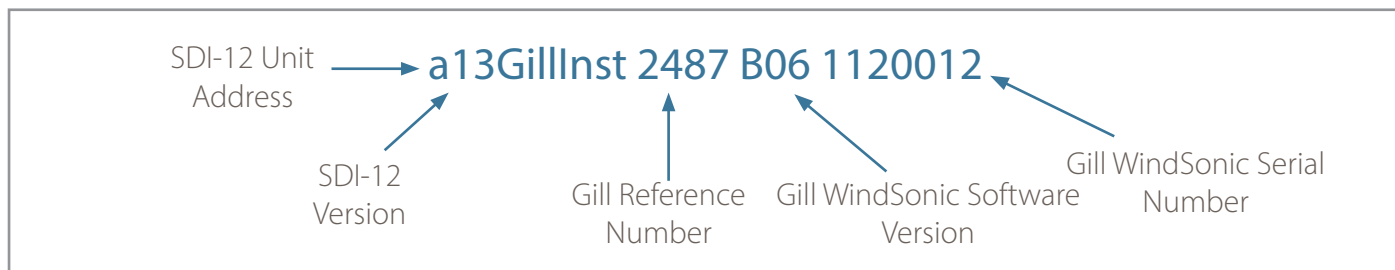 SDI-12 Unit
Address
a13GillInst 2487 B06 1120012
SDI-12
Version
Gill Reference
Number
Gill WindSonic Software
Version
Gill WindSonic Serial
Number